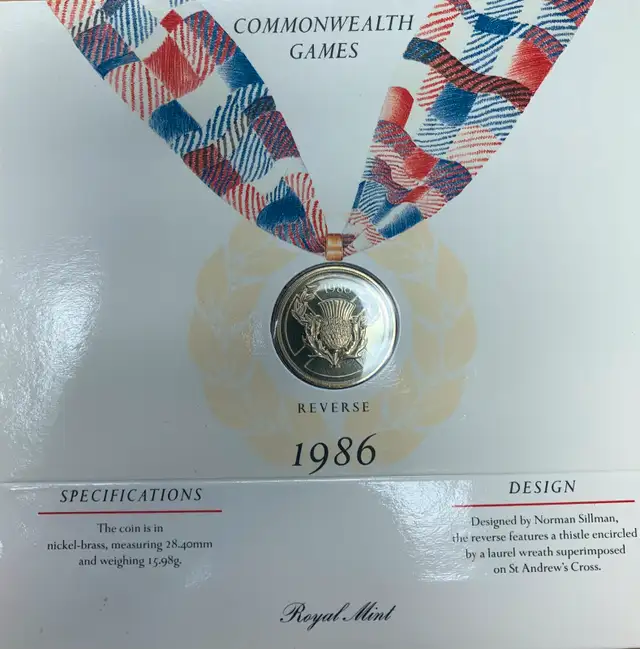 COMMONWEALTH
GAMES
1986
REVERSE
1986
SPECIFICATIONS
The coin is in
nickel-brass, measuring 28.40mm
and weighing 15.98g.
DESIGN
Designed by Norman Sillman,
the reverse features a thistle encircled
by a laurel wreath superimposed
on St Andrew's Cross.
Royal Mint